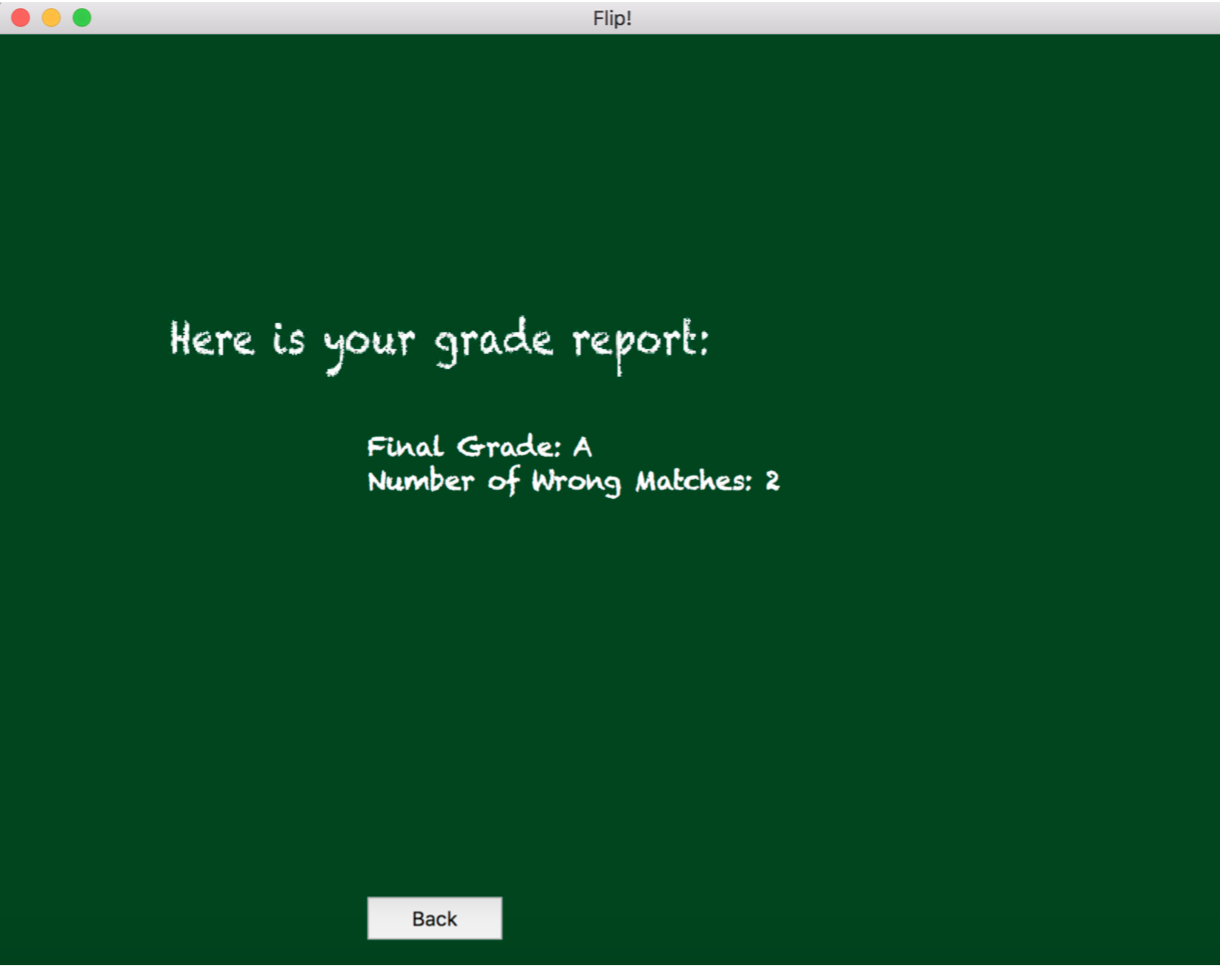 Flip!
Here is your grade report:
Final Grade: A
Number of Wrong Matches: 2
Back